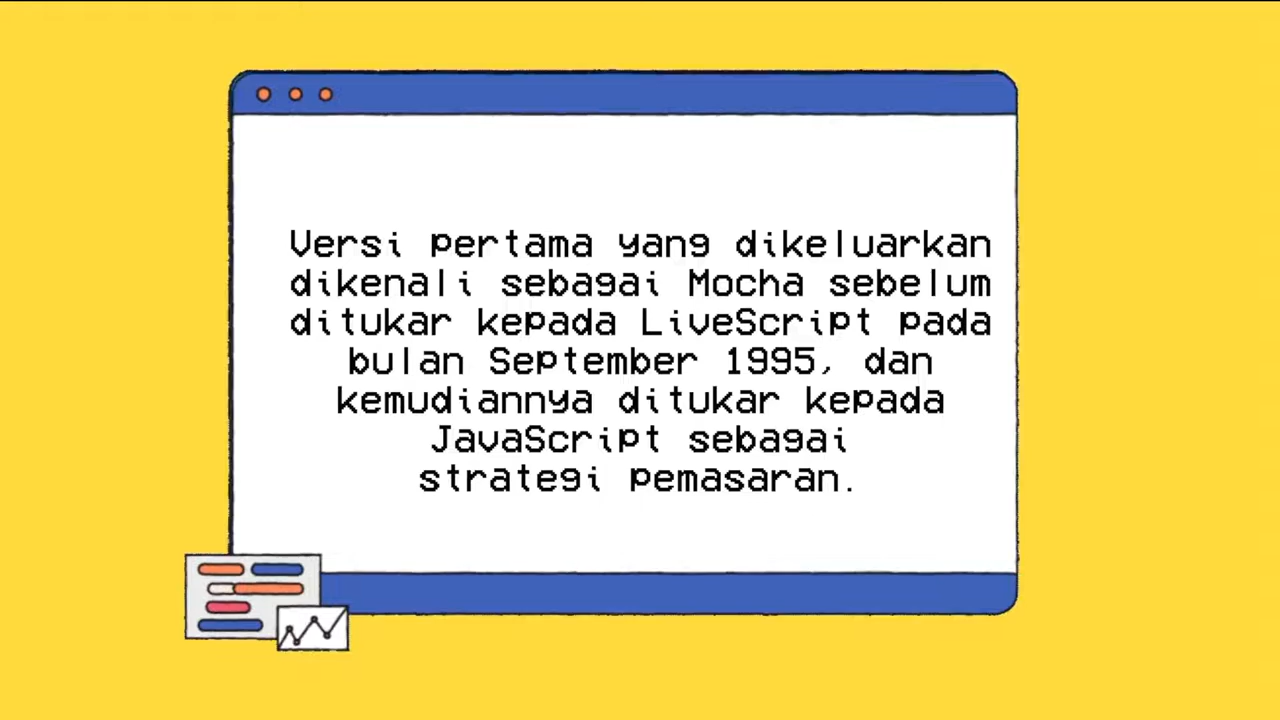 Versi pertama yang dikeluarkan
dikenali sebagai Mocha sebelum
ditukar kepada LiveScript pada
bulan September 1995, dan
kemudiannya ditukar kepada
JavaScript sebagai
strategi pemasaran.